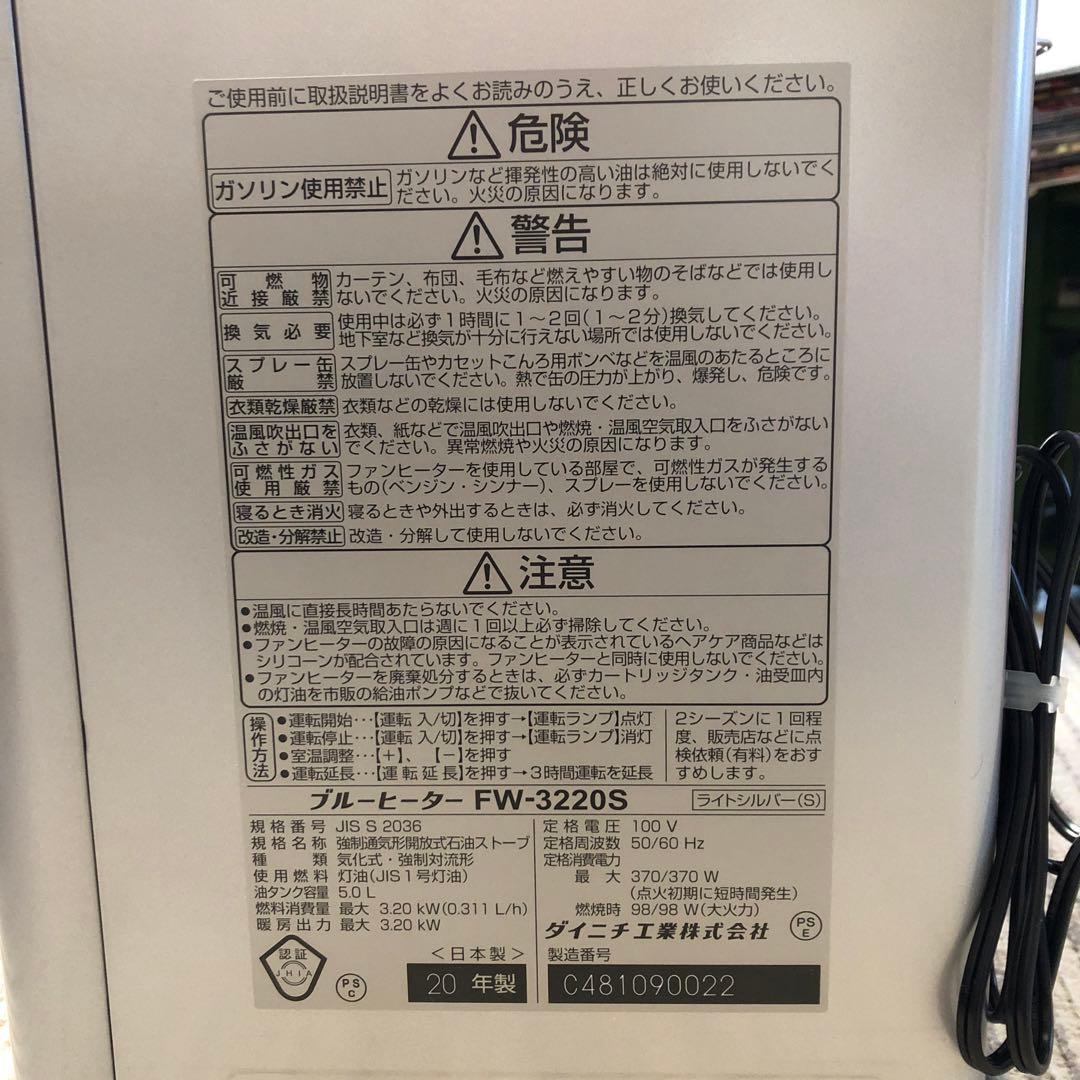 ご使用前に取扱説明書をよくお読みのうえ、正しくお使いください。
危険
ガソリン使用禁止
ガソリンなど揮発性の高い油は絶対に使用しないでく
ださい。火災の原因になります。
警告
可燃物
近接厳禁
カーテン、布団、毛布など燃えやすい物のそばなどでは使用し
ないでください。火災の原因になります。
換気必要
使用中は必ず1時間に1〜2回(1〜2分)換気してください。
地下室など換気が十分に行えない場所では使用しないでください。
スプレー缶
厳禁
スプレー缶やカセットこんろ用ボンベなどを温風のあたるところに
放置しないでください。熱で缶の圧力が上がり、爆発し、危険です。
衣類乾燥厳禁
衣類などの乾燥には使用しないでください。
温風吹出口を
ふさがない
衣類、紙などで温風吹出口や燃焼・温風空気取入口をふさがない
でください。異常燃焼や火災の原因になります。
可燃性ガス
使用厳禁
ファンヒーターを使用している部屋で、可燃性ガスが発生する
もの(ベンジン・シンナー)、スプレーを使用しないでください。
寝るとき消火
寝るときや外出するときは、必ず消火してください。
改造・分解禁止
改造・分解して使用しないでください。
注意
●温風に直接長時間あたらないでください。
●燃焼・温風空気取入口は週に1回以上必ず掃除してください。
●ファンヒーターの故障の原因になることが表示されているヘアケア商品などは
シリコーンが配合されています。ファンヒーターと同時に使用しないでください。
●ファンヒーターを廃棄処分するときは、必ずカートリッジタンク・油受皿内
の灯油を市販の給油ポンプなどで抜いてください。
操作方法
●運転開始…【運転 入/切】を押す→【運転ランプ】点灯
●運転停止…【運転 入/切】を押す→【運転ランプ】消灯
●室温調整…【+】、【−】を押す
●運転延長…【運転延長】を押す→3時間運転を延長
2シーズンに1回程
度、販売店などに点
検依頼(有料)をおす
すめします。
ブルーヒーター FW-3220S
ライトシルバー(S)
規格番号 JIS S 2036
規格名称 強制通気形開放式石油ストーブ
種類 気化式・強制対流形
使用燃料 灯油(JIS1号灯油)
油タンク容量 5.0 L
燃料消費量 最大 3.20 kW(0.311 L/h)
暖房出力 最大 3.20 kW
定格電圧 100 V
定格周波数 50/60 Hz
定格消費電力
最大 370/370 W
(点火初期に短時間発生)
燃焼時 98/98 W(大火力)
ダイニチ工業株式会社
PS
E
認証
JHIA
PS
C
<日本製>
20 年製
製造番号
C481090022